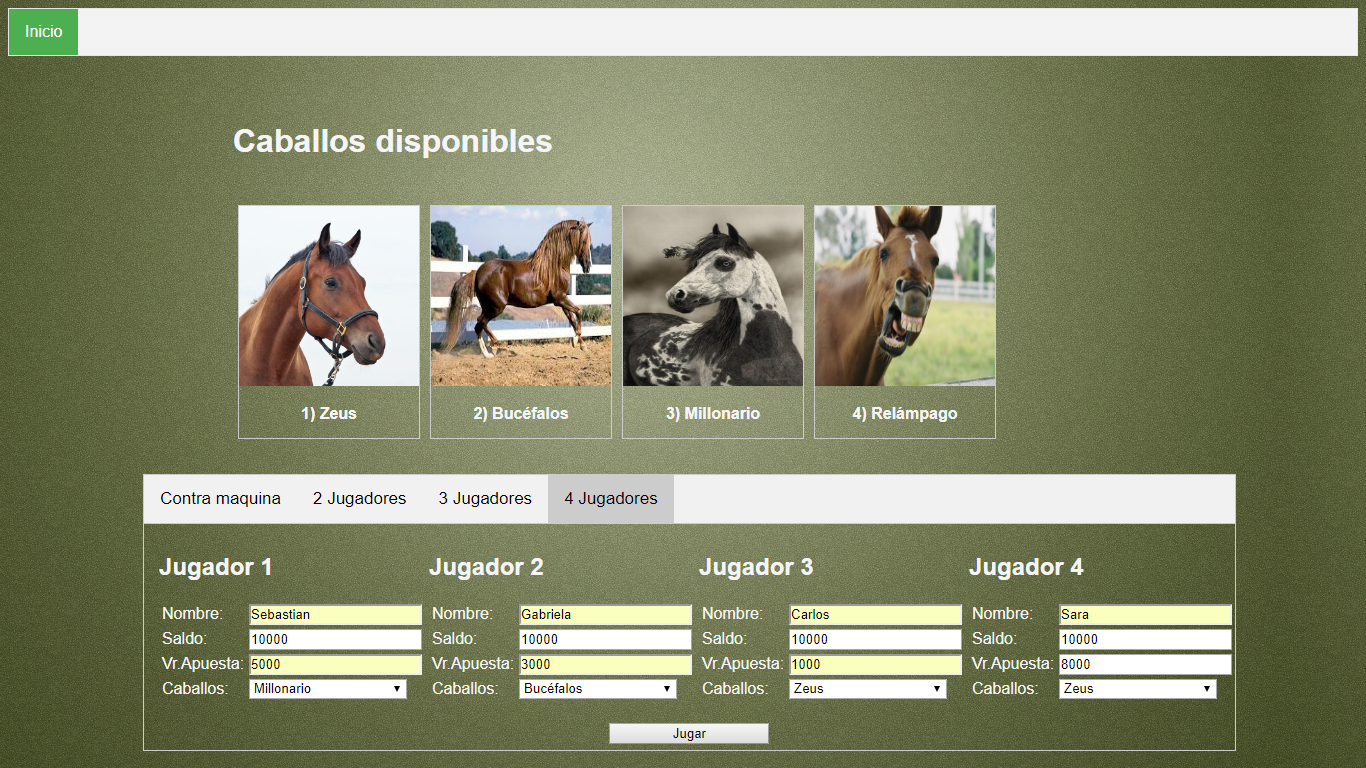 Inicio
Caballos disponibles
1) Zeus 2) Bucéfalos 3) Millonario 4) Relámpago
Contra maquina 2 Jugadores 3 Jugadores 4 Jugadores
Jugador 1 Jugador 2 Jugador 3 Jugador 4
Nombre: Sebastian Nombre: Gabriela Nombre: Carlos Nombre: Sara
Saldo: 10000 Saldo: 10000 Saldo: 10000 Saldo: 10000
Vr.Apuesta: 5000 Vr.Apuesta: 3000 Vr.Apuesta: 1000 Vr.Apuesta: 8000
Caballos: Millonario Caballos: Bucéfalos Caballos: Zeus Caballos: Zeus
Jugar